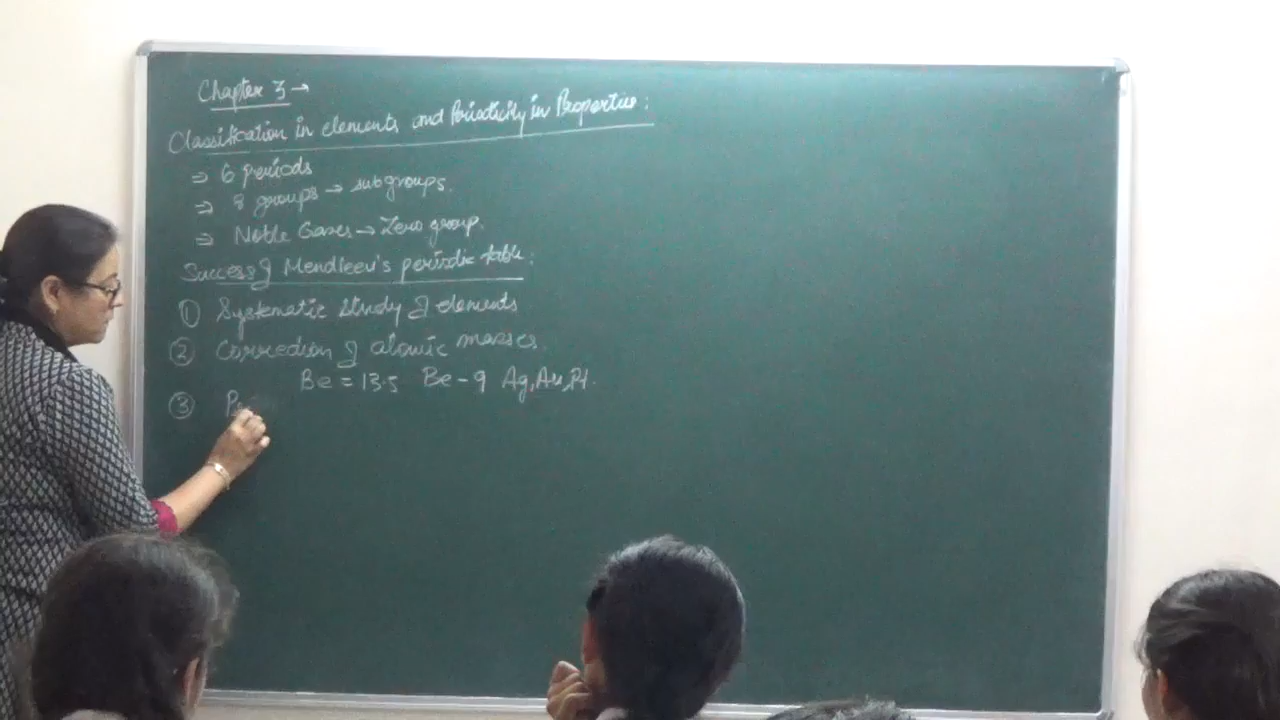 Chapter 3 →
Classification in elements and Periodicity in Properties:
⇒ 6 periods
⇒ 8 groups → subgroups.
⇒ Noble Gases → Zero group.
Success of Mendleev's periodic table:
① Systematic study of elements
② Correction of atomic masses.
Be = 13.5 Be - 9 Ag, Au, Pt.
③ Pe